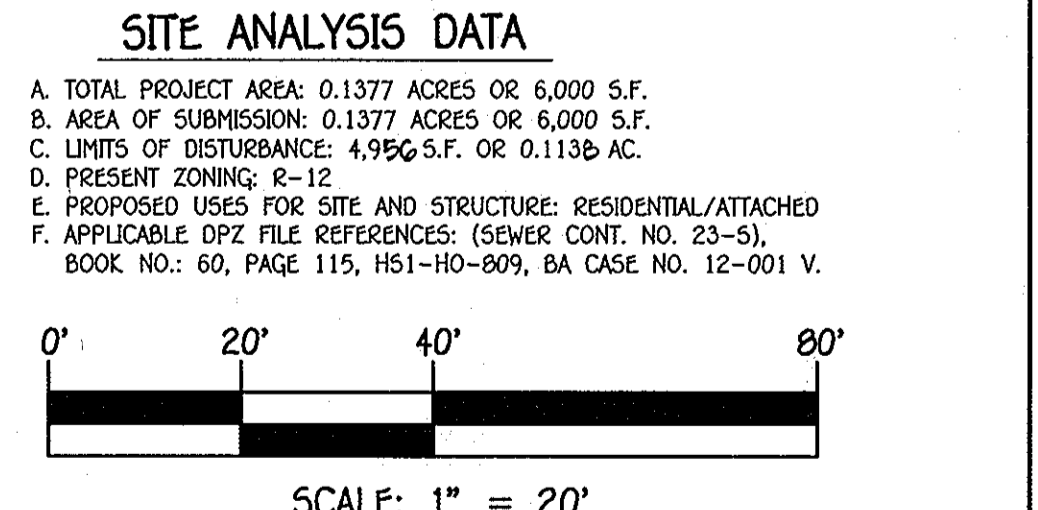 SITE ANALYSIS DATA
A. TOTAL PROJECT AREA: 0.1377 ACRES OR 6,000 S.F.
B. AREA OF SUBMISSION: 0.1377 ACRES OR 6,000 S.F.
C. LIMITS OF DISTURBANCE: 4,956 S.F. OR 0.1138 AC.
D. PRESENT ZONING: R-12
E. PROPOSED USES FOR SITE AND STRUCTURE: RESIDENTIAL/ATTACHED
F. APPLICABLE DPZ FILE REFERENCES: (SEWER CONT. NO. 23-S),
BOOK NO.: 60, PAGE 115, HS1-HO-809, BA CASE NO. 12-001 V.
0' 20' 40' 80'
SCALE: 1" = 20'